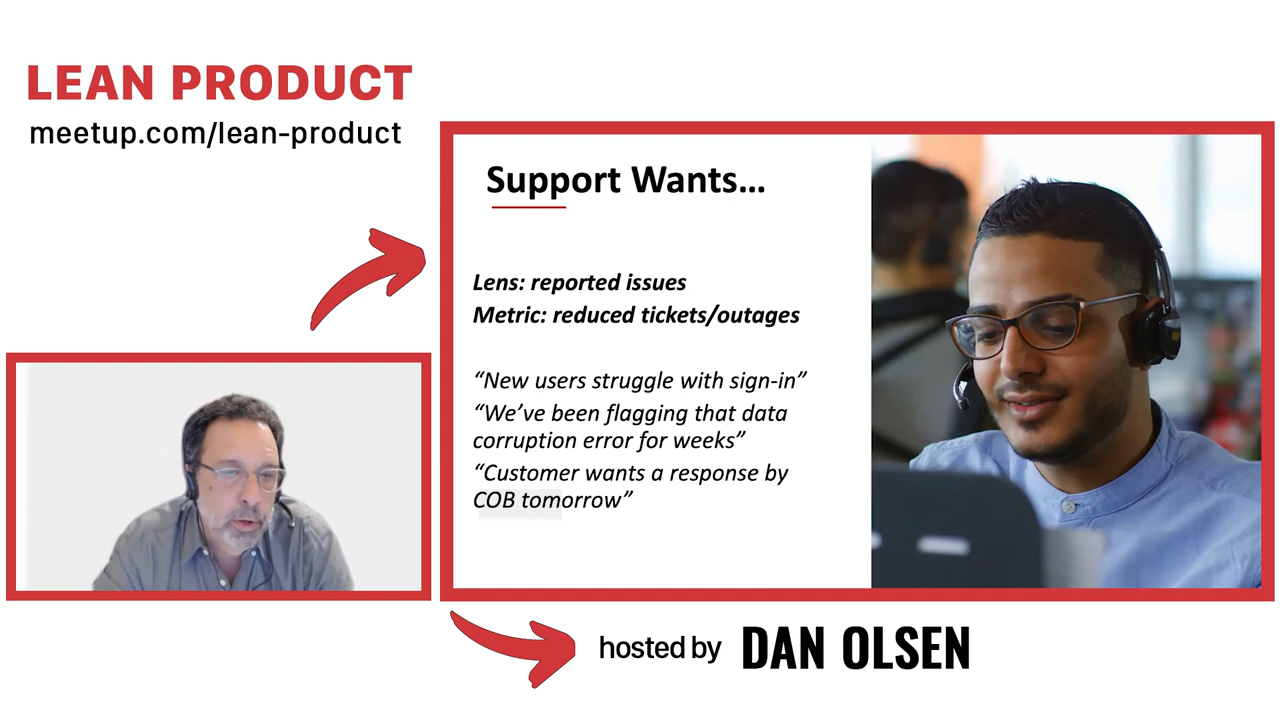 LEAN PRODUCT
meetup.com/lean-product
Support Wants...
Lens: reported issues
Metric: reduced tickets/outages
“New users struggle with sign-in”
“We’ve been flagging that data
corruption error for weeks”
“Customer wants a response by
COB tomorrow”
hosted by DAN OLSEN